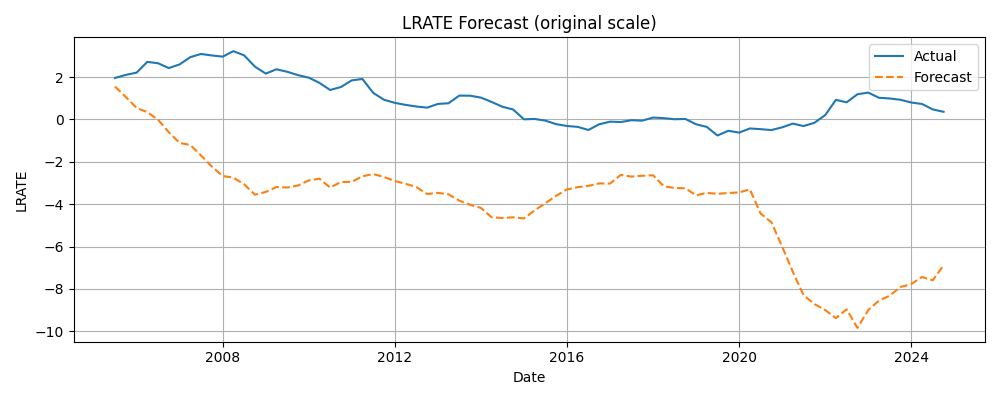 LRATE Forecast (original scale)
Actual
Forecast
LRATE
2
0
−2
−4
−6
−8
−10
2008
2012
2016
2020
2024
Date